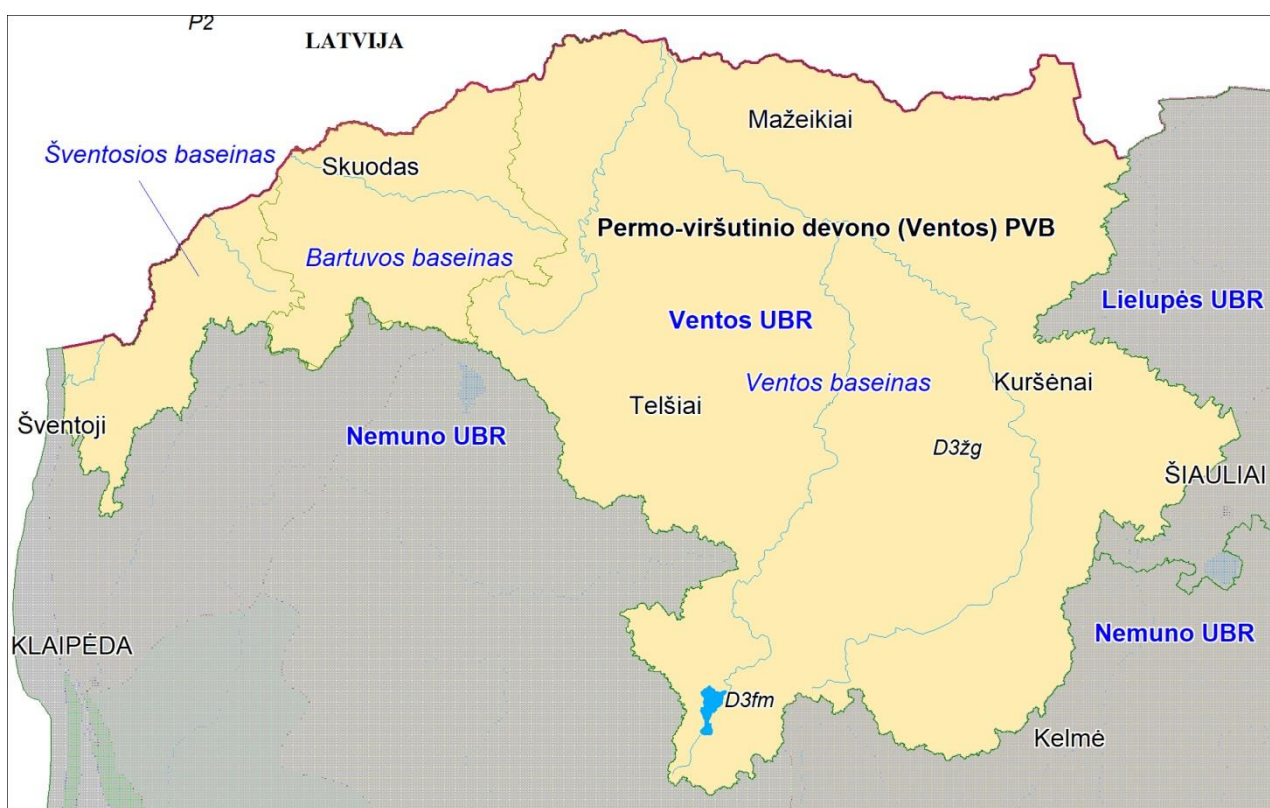 P2
LATVIJA
Mažeikiai
Šventosios baseinas
Skuodas
Permo-viršutinio devono (Ventos) PVB
Bartuvos baseinas
Lielupės UBR
Ventos UBR
Ventos baseinas
Kuršėnai
Telšiai
Šventoji
Nemuno UBR
D3žg
ŠIAULIAI
KLAIPĖDA
Nemuno UBR
D3fm
Kelmė